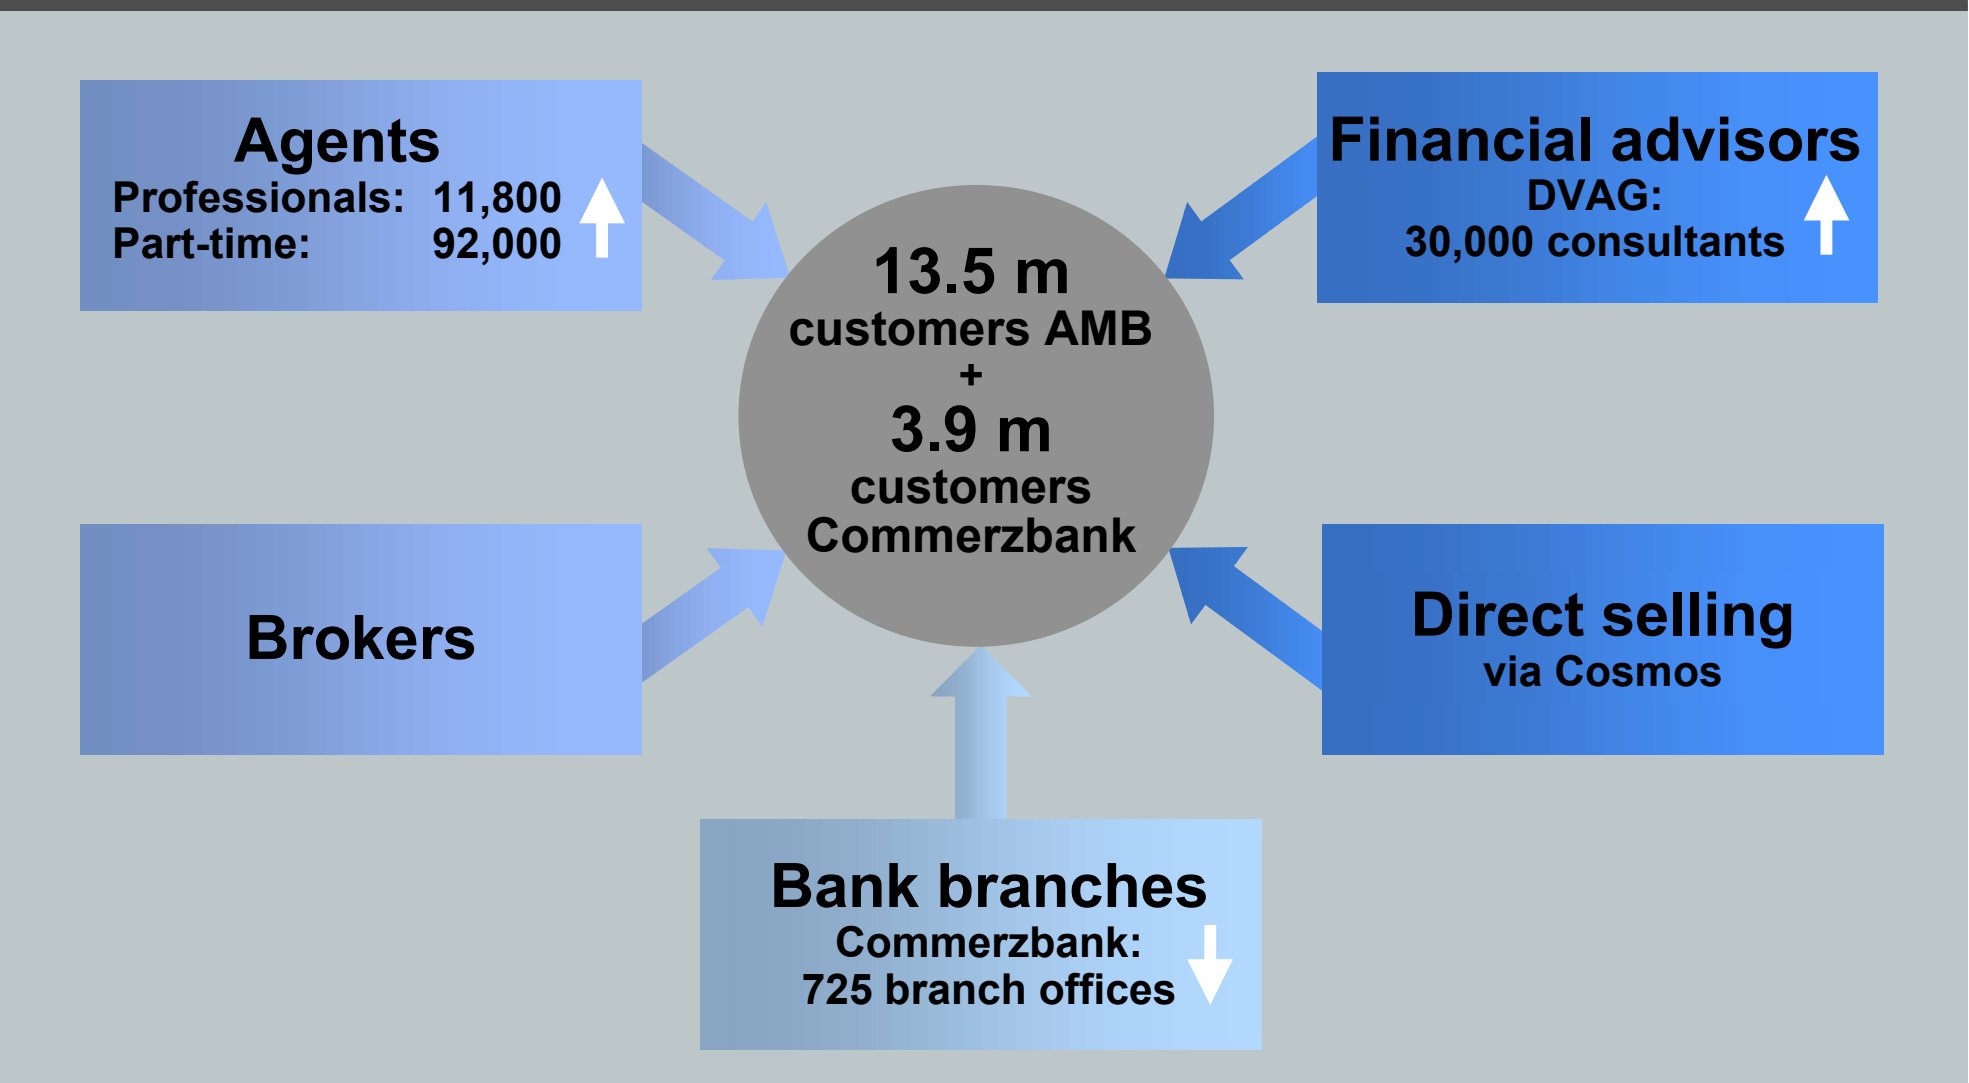 Agents
Professionals: 11,800
Part-time: 92,000
Financial advisors
DVAG:
30,000 consultants
13.5 m
customers AMB
+
3.9 m
customers
Commerzbank
Brokers
Direct selling
via Cosmos
Bank branches
Commerzbank:
725 branch offices